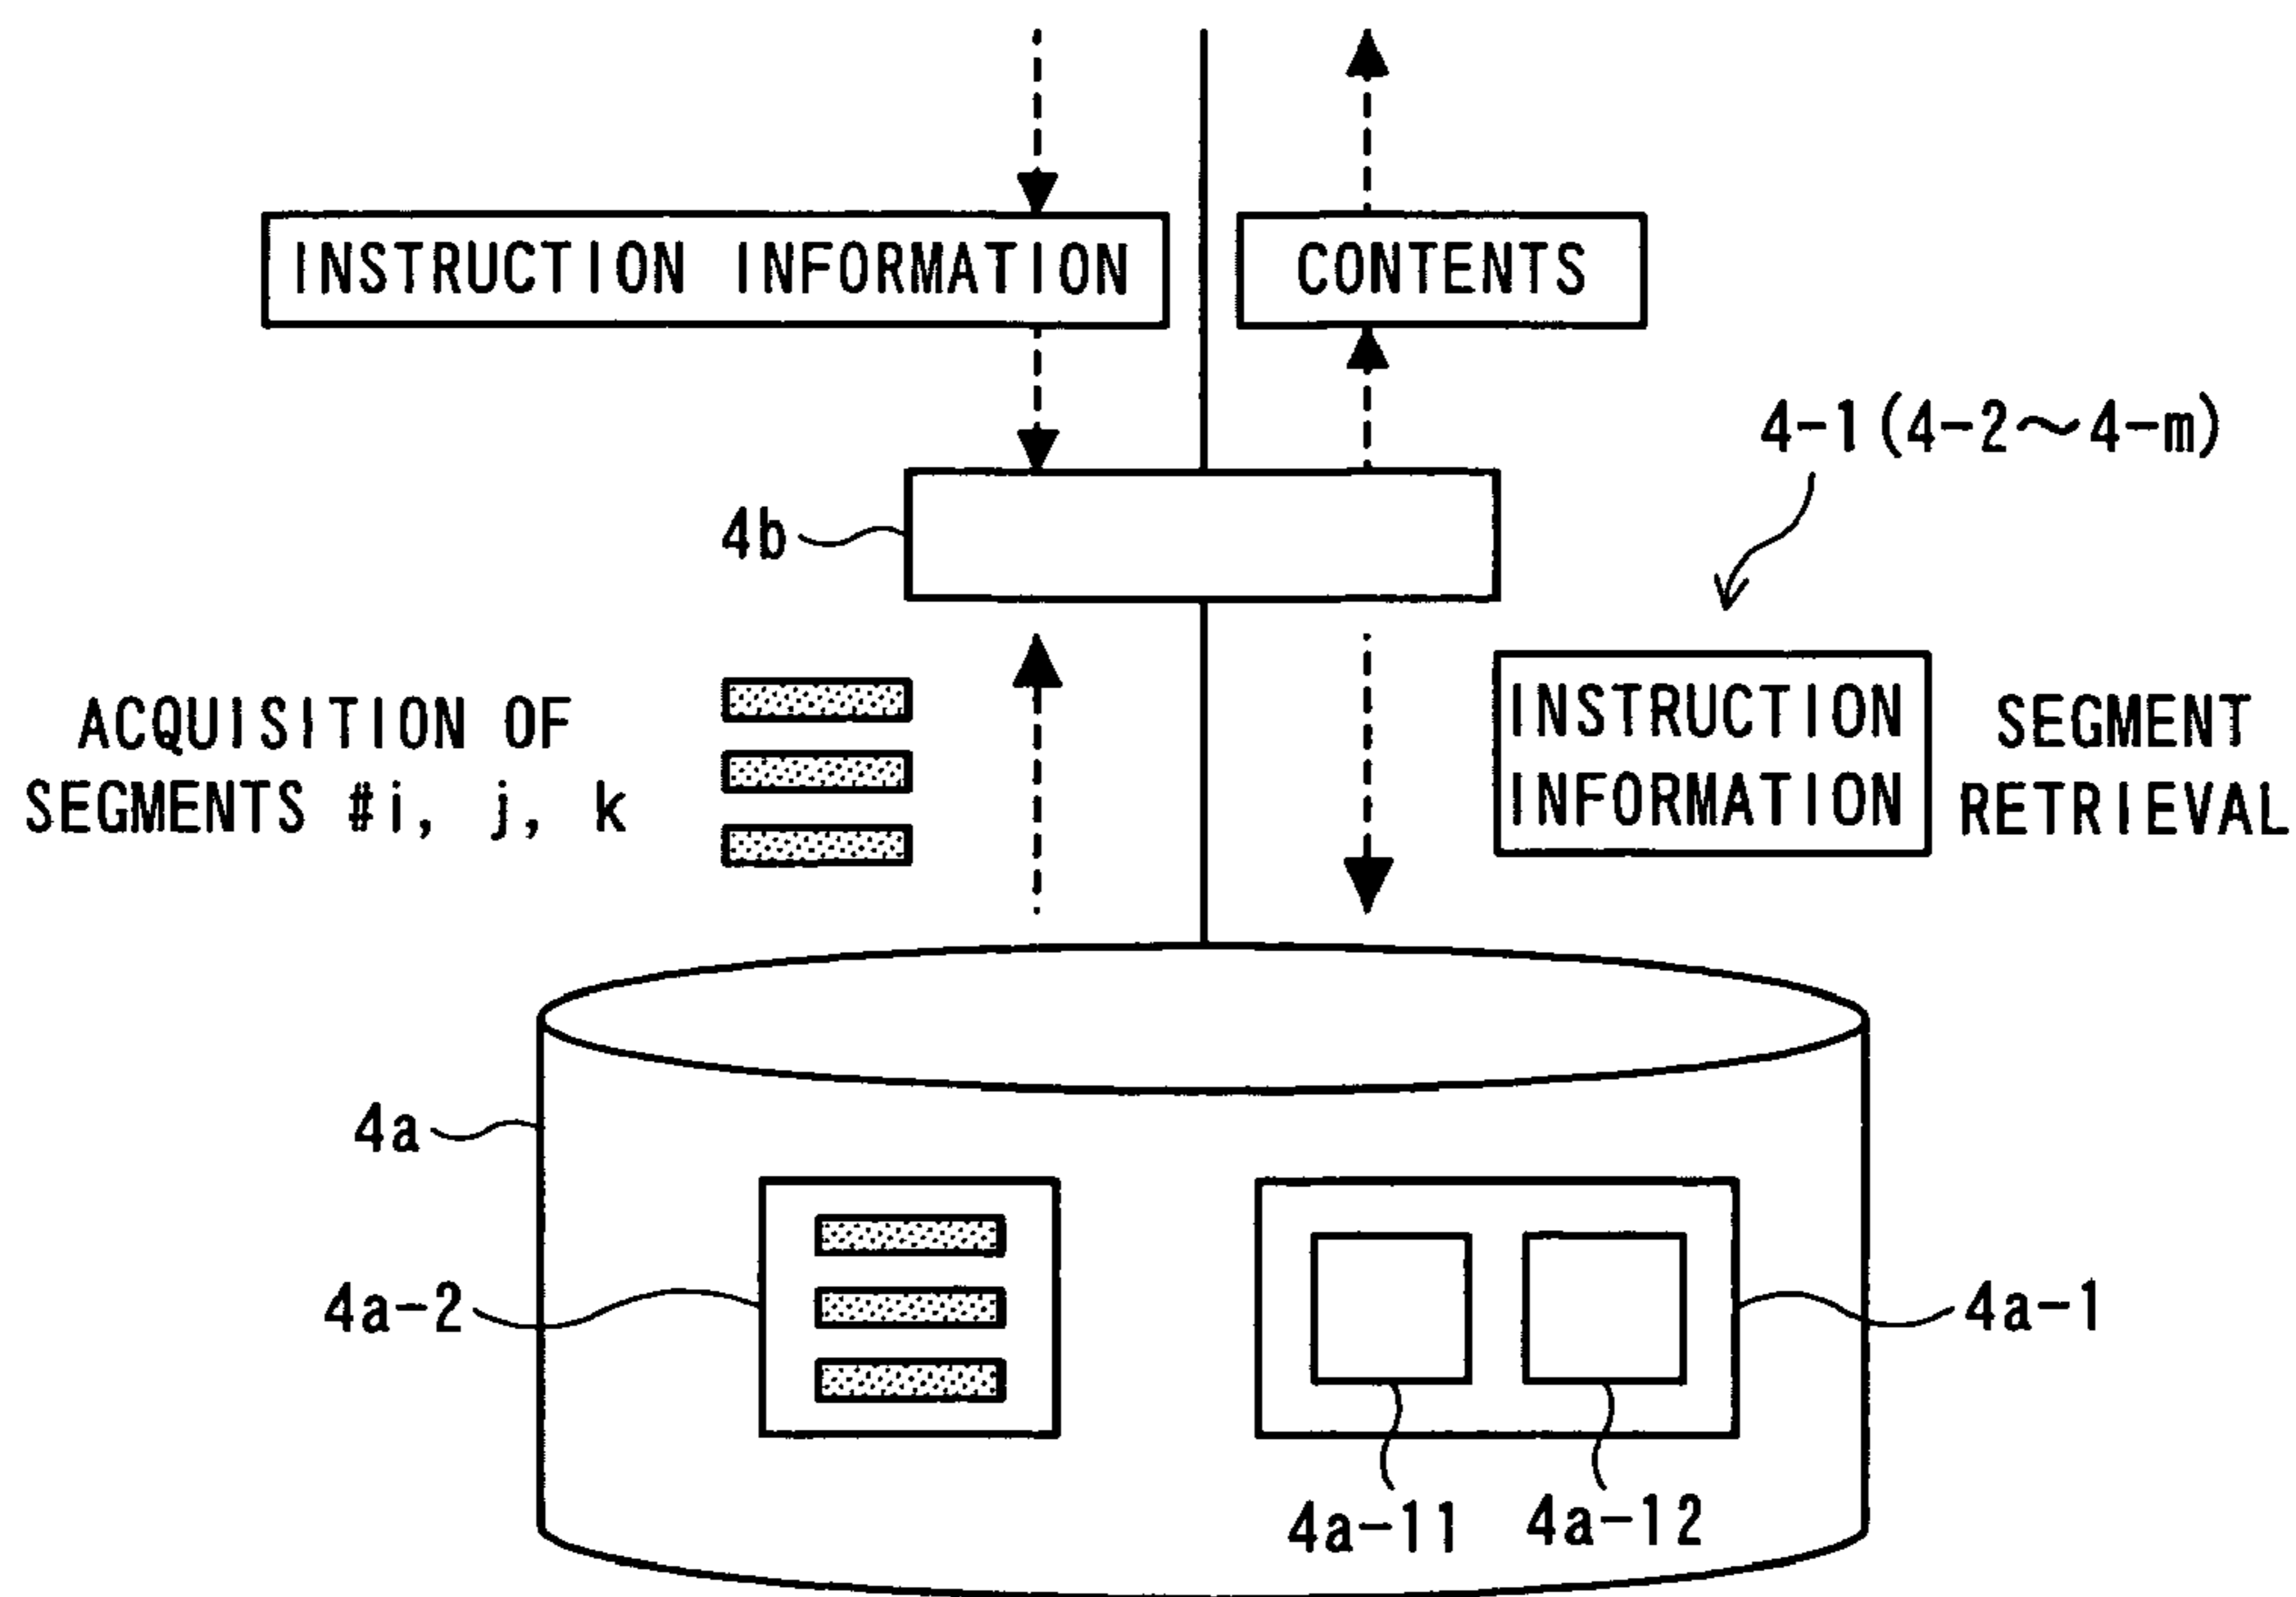 INSTRUCTION INFORMATION
CONTENTS
4-1(4-2～4-m)
4b
ACQUISITION OF
SEGMENTS #i, j, k
INSTRUCTION
INFORMATION
SEGMENT
RETRIEVAL
4a
4a-2
4a-1
4a-11
4a-12